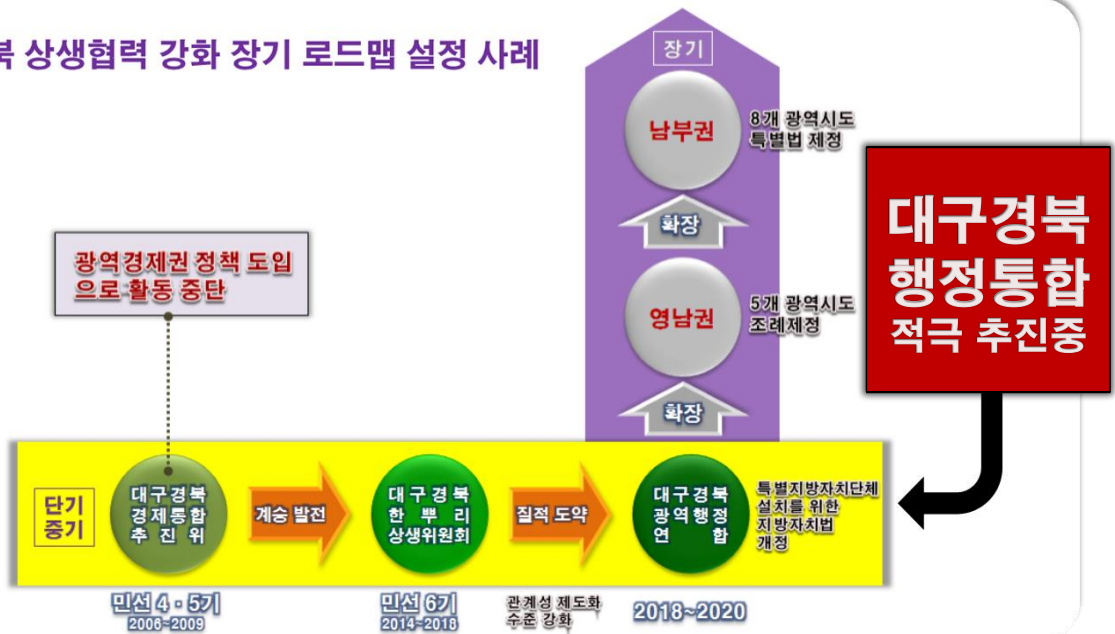 북 상생협력 강화 장기 로드맵 설정 사례
장기
남부권
8개 광역시도
특별법 제정
확장
영남권
5개 광역시도
조례제정
확장
대구경북
행정통합
적극 추진중
광역경제권 정책 도입
으로 활동 중단
단기
중기
대구경북
경제통합
추 진 위
계승 발전
대구경북
한 뿌 리
상생위원회
질적 도약
대구경북
광역행정
연 합
특별지방자치단체
설치를 위한
지방자치법
개정
민선 4·5기
2006~2009
민선 6기
2014~2018
관계성 제도화
수준 강화
2018~2020